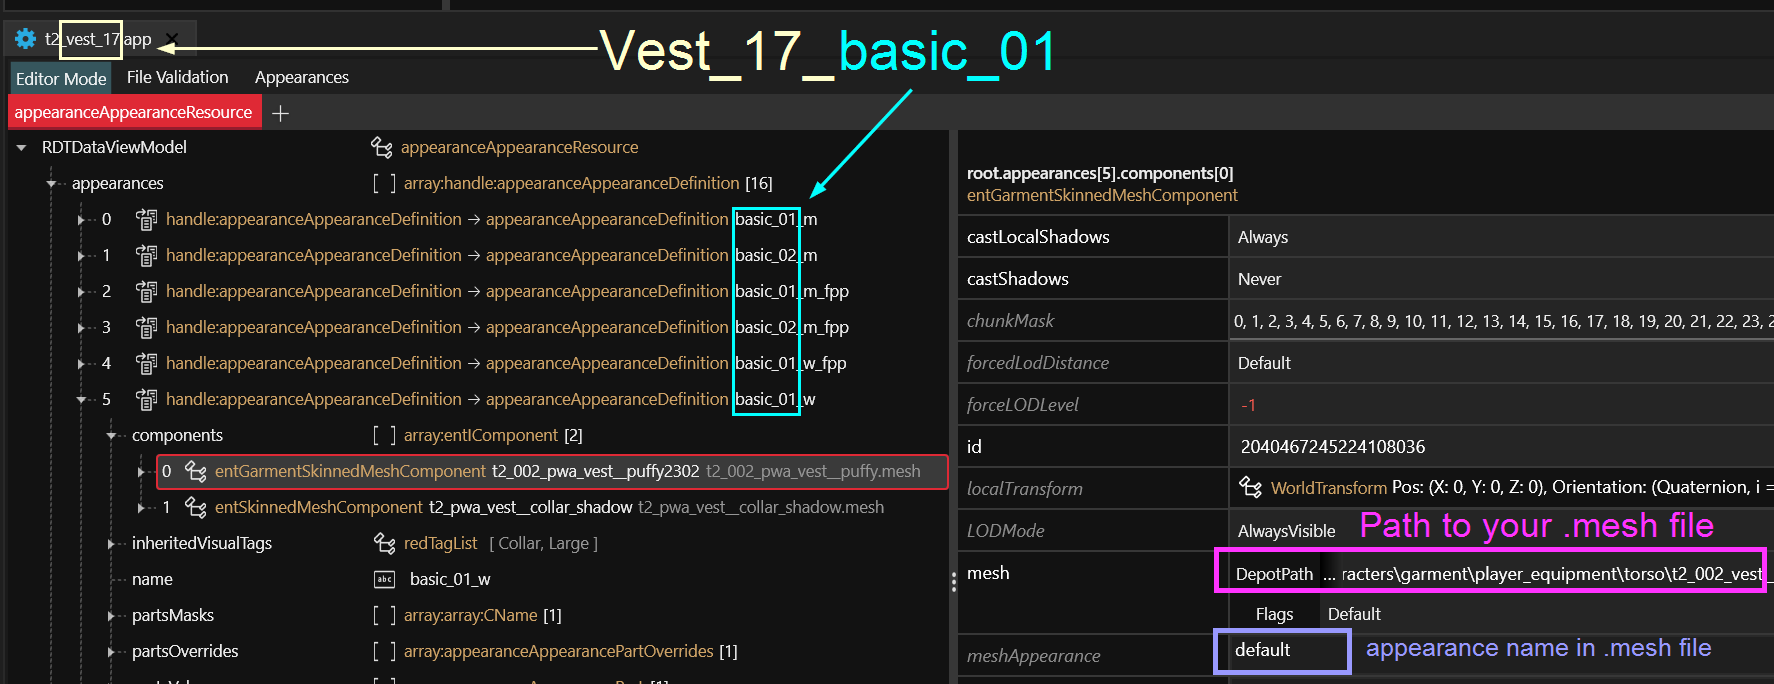 t2_vest_17.app
Vest_17_basic_01
Editor Mode File Validation Appearances
appearanceAppearanceResource
RDTDataViewModel appearanceAppearanceResource
appearances [ ] array:handle:appearanceAppearanceDefinition [16]
0 handle:appearanceAppearanceDefinition → appearanceAppearanceDefinition basic_01_m
1 handle:appearanceAppearanceDefinition → appearanceAppearanceDefinition basic_02_m
2 handle:appearanceAppearanceDefinition → appearanceAppearanceDefinition basic_01_m_fpp
3 handle:appearanceAppearanceDefinition → appearanceAppearanceDefinition basic_02_m_fpp
4 handle:appearanceAppearanceDefinition → appearanceAppearanceDefinition basic_01_w_fpp
5 handle:appearanceAppearanceDefinition → appearanceAppearanceDefinition basic_01_w
components [ ] array:entIComponent [2]
0 entGarmentSkinnedMeshComponent t2_002_pwa_vest__puffy2302 t2_002_pwa_vest__puffy.mesh
1 entSkinnedMeshComponent t2_pwa_vest__collar_shadow t2_pwa_vest__collar_shadow.mesh
inheritedVisualTags redTagList [ Collar, Large ]
name abc basic_01_w
partsMasks [ ] array:array:CName [1]
partsOverrides [ ] array:appearanceAppearancePartOverrides [1]
root.appearances[5].components[0]
entGarmentSkinnedMeshComponent
castLocalShadows Always
castShadows Never
chunkMask 0, 1, 2, 3, 4, 5, 6, 7, 8, 9, 10, 11, 12, 13, 14, 15, 16, 17, 18, 19, 20, 21, 22, 23, 2
forcedLodDistance Default
forceLODLevel -1
id 2040467245224108036
localTransform WorldTransform Pos: (X: 0, Y: 0, Z: 0), Orientation: (Quaternion, i =
LODMode AlwaysVisible Path to your .mesh file
mesh DepotPath ... racters\garment\player_equipment\torso\t2_002_vest_
Flags Default
meshAppearance default appearance name in .mesh file